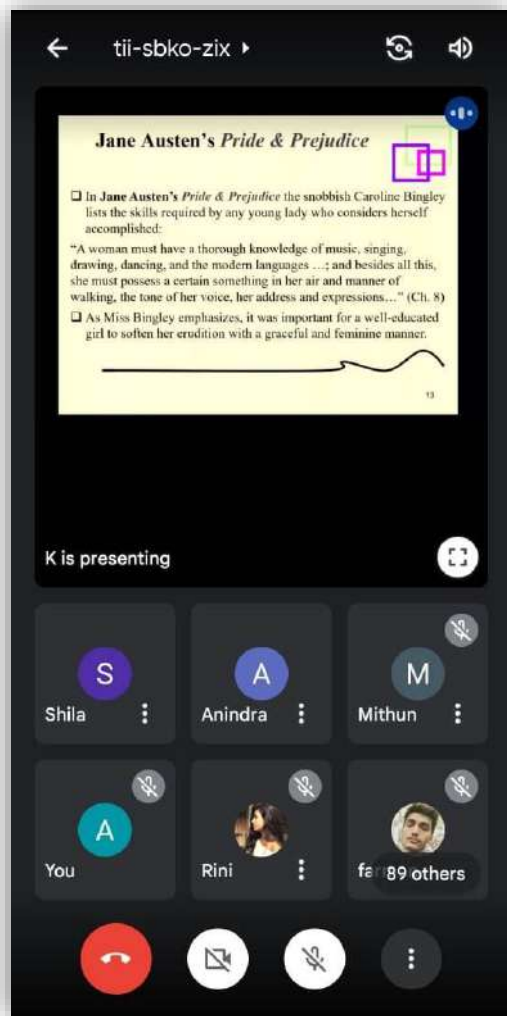 tii-sbko-zix
Jane Austen's Pride & Prejudice
In Jane Austen's Pride & Prejudice the snobbish Caroline Bingley
lists the skills required by any young lady who considers herself
accomplished:
"A woman must have a thorough knowledge of music, singing,
drawing, dancing, and the modern languages …; and besides all this,
she must possess a certain something in her air and manner of
walking, the tone of her voice, her address and expressions…" (Ch. 8)
As Miss Bingley emphasizes, it was important for a well-educated
girl to soften her erudition with a graceful and feminine manner.
13
K is presenting
S
A
M
Shila
Anindra
Mithun
A
You
Rini
89 others